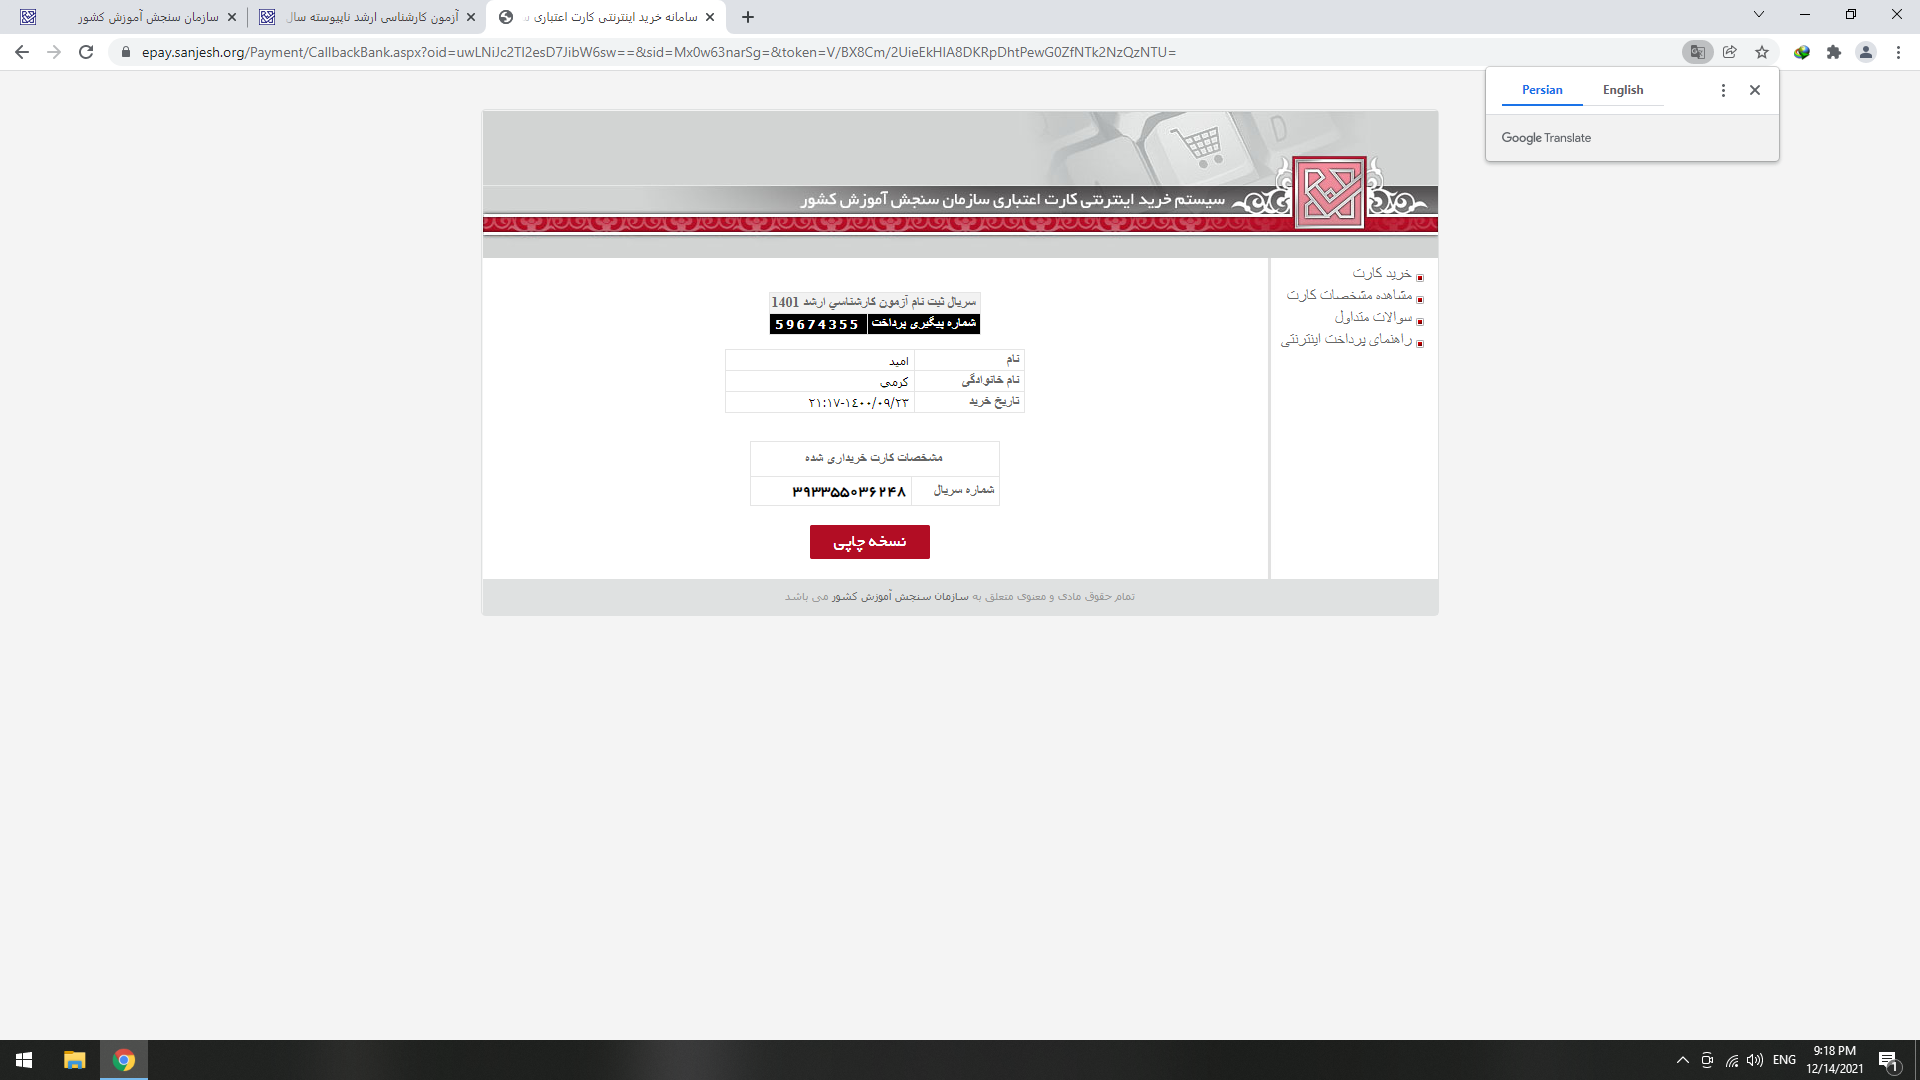 سازمان سنجش آموزش کشور
آزمون کارشناسی ارشد ناپیوسته سال
سامانه خرید اینترنتی کارت اعتباری
epay.sanjesh.org/Payment/CallbackBank.aspx?oid=uwLNiJc2Tl2esD7JibW6sw==&sid=Mx0w63narSg=&token=V/BX8Cm/2UieEkHIA8DKRpDhtPewG0ZfNTk2NzQzNTU=
Persian English
Google Translate
سیستم خرید اینترنتی کارت اعتباری سازمان سنجش آموزش کشور
خرید کارت
مشاهده مشخصات کارت
سوالات متداول
راهنمای پرداخت اینترنتی
سریال ثبت نام آزمون کارشناسي ارشد 1401
شماره پیگیری پرداخت 59674355
نام امید
نام خانوادگی کرمي
تاریخ خرید ۱٤۰۰/۰۹/۲۳-۲۱:۱۷
مشخصات کارت خریداری شده
شماره سریال ۳۹۳۳۵۵۰۳۶۲۴۸
نسخه چاپی
تمام حقوق مادی و معنوی متعلق به سازمان سنجش آموزش کشور می باشد
ENG
9:18 PM
12/14/2021
1